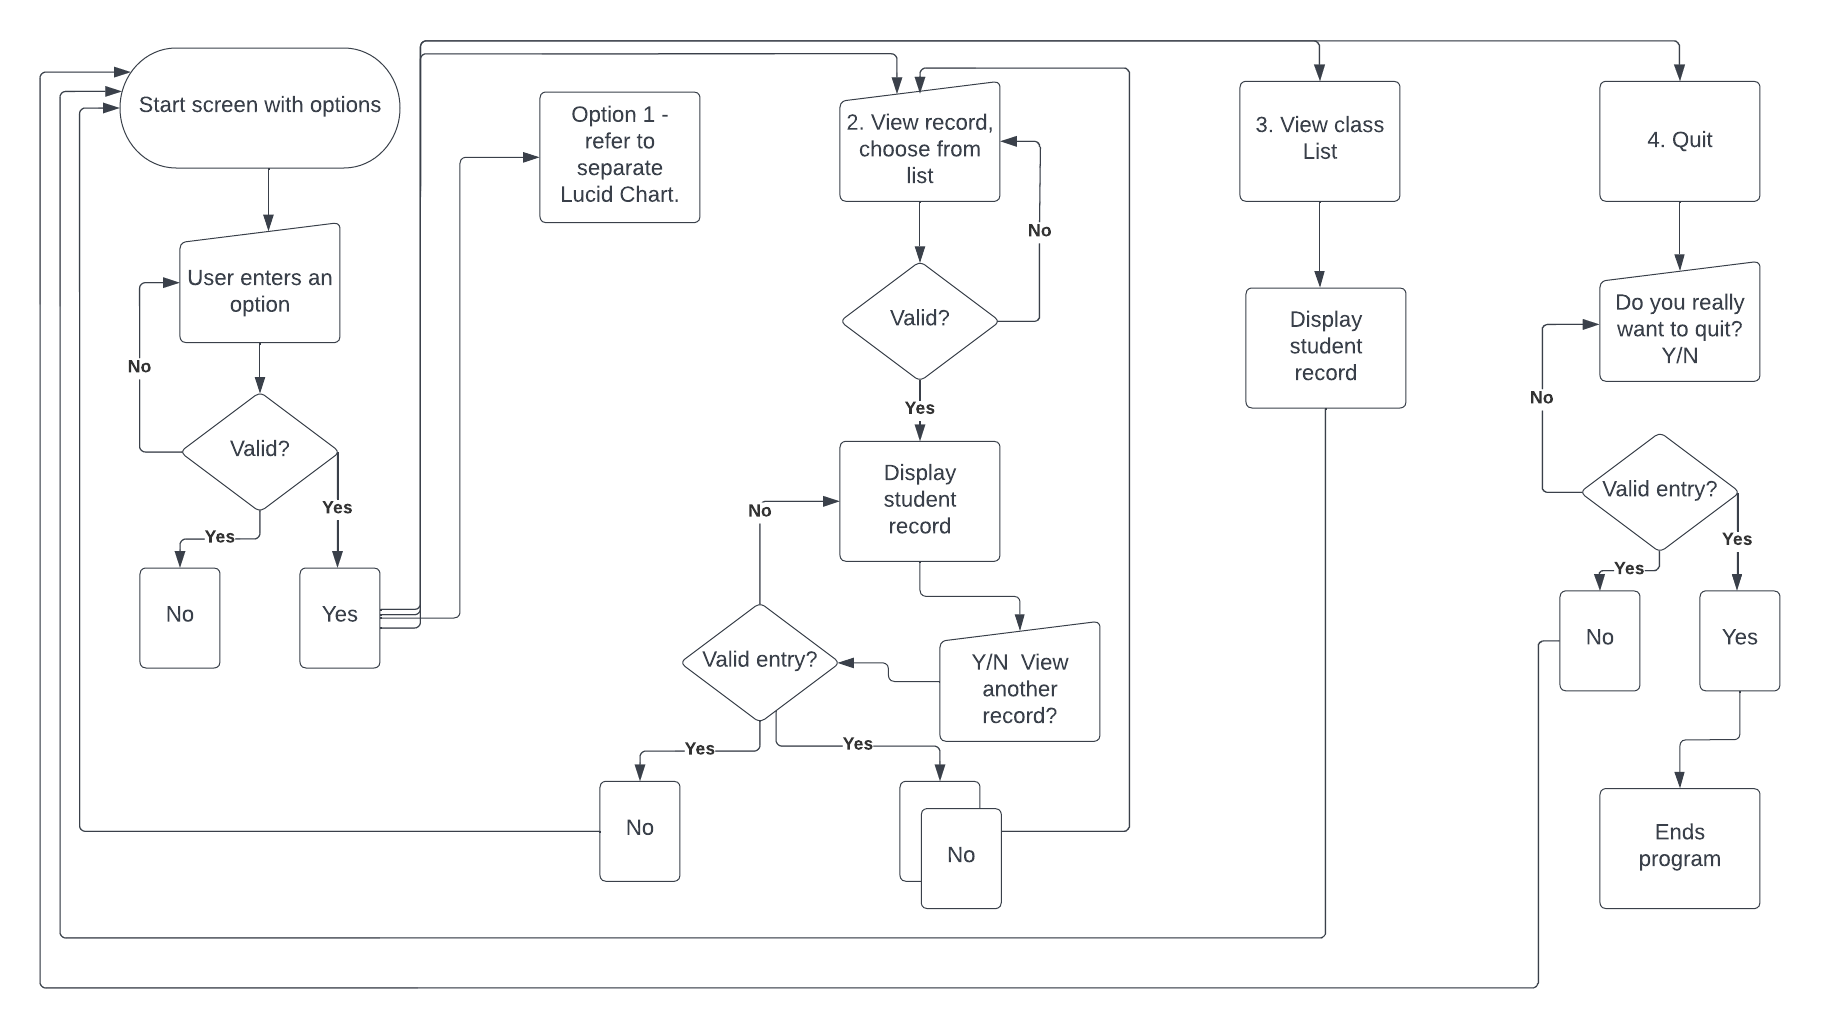 Start screen with options
User enters an
option
No
Valid?
Yes
Yes
No
Yes
Option 1 -
refer to
separate
Lucid Chart.
2. View record,
choose from
list
No
Valid?
Yes
Display
student
record
No
Y/N  View
another
record?
Valid entry?
Yes
Yes
No
No
3. View class
List
Display
student
record
4. Quit
Do you really
want to quit?
Y/N
No
Valid entry?
Yes
Yes
No
Yes
Ends
program